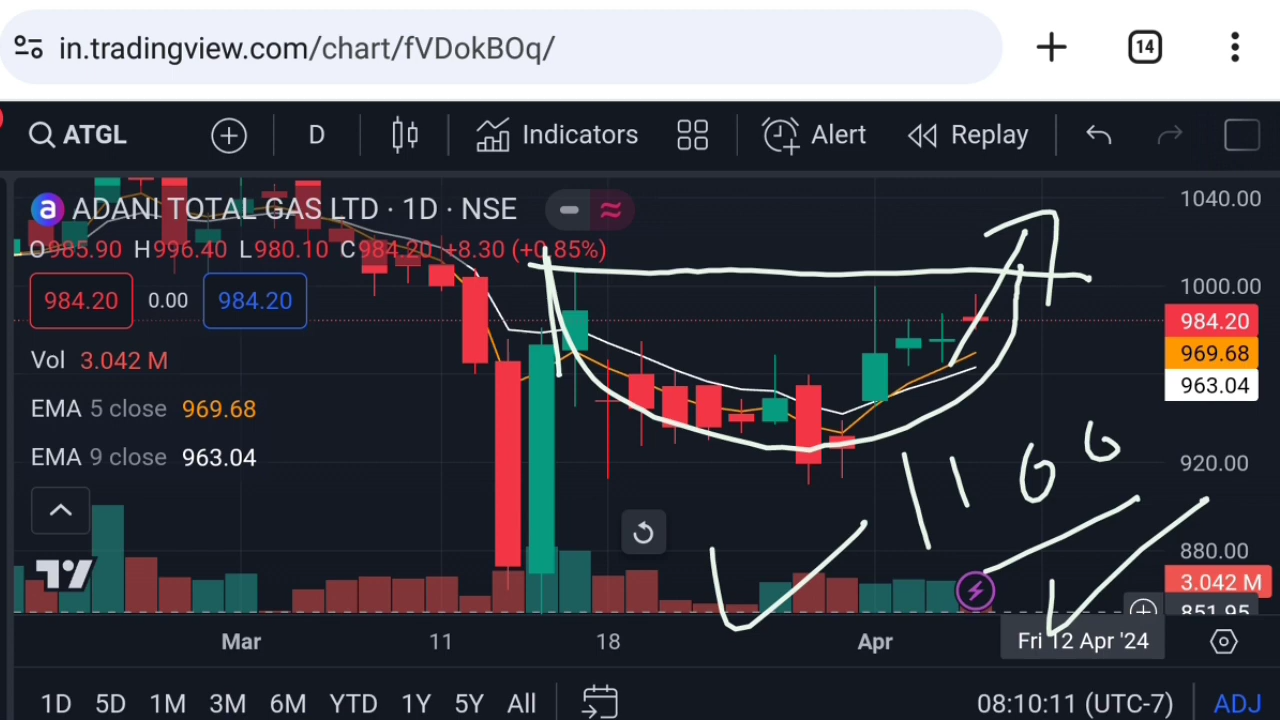 in.tradingview.com/chart/fVDokBOq/
14
ATGL
D
Indicators
Alert
Replay
a ADANI TOTAL GAS LTD · 1D · NSE
O985.90 H996.40 L980.10 C984.20 +8.30 (+0.85%)
984.20
0.00
984.20
Vol 3.042 M
EMA 5 close 969.68
EMA 9 close 963.04
1040.00
1000.00
984.20
969.68
963.04
920.00
880.00
3.042 M
851.95
1100
Mar
11
18
Apr
Fri 12 Apr '24
1D 5D 1M 3M 6M YTD 1Y 5Y All
08:10:11 (UTC-7)
ADJ